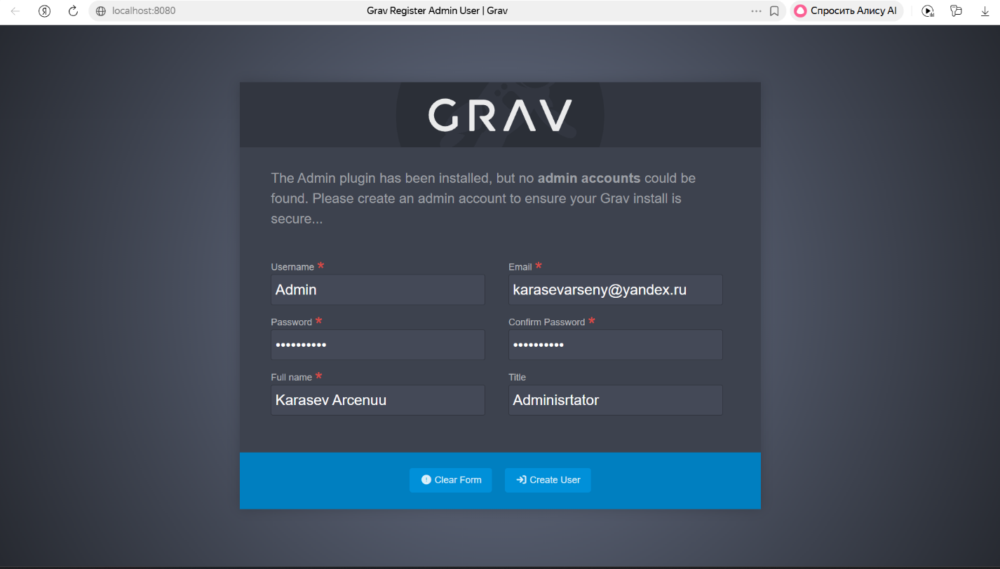 Я localhost:8080 Grav Register Admin User | Grav Спросить Алису AI
GRAV
The Admin plugin has been installed, but no admin accounts could be
found. Please create an admin account to ensure your Grav install is
secure...
Username * Email *
Admin karasevarseny@yandex.ru
Password * Confirm Password *
•••••••••• ••••••••••
Full name * Title
Karasev Arcenuu Adminisrtator
Clear Form Create User